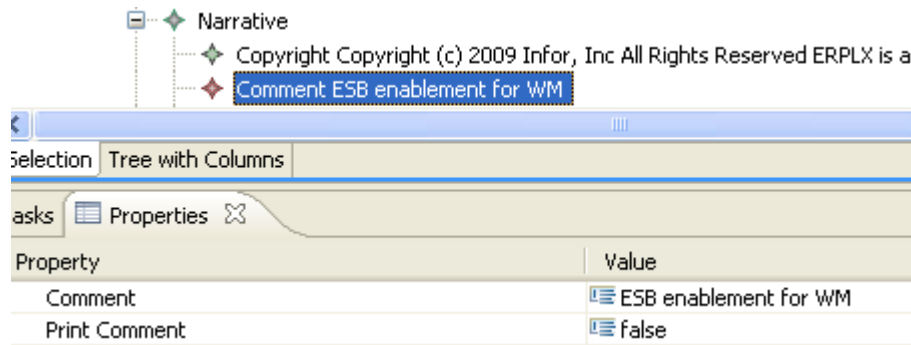 Narrative
Copyright Copyright (c) 2009 Infor, Inc All Rights Reserved ERPLX is a
Comment ESB enablement for WM
Selection Tree with Columns
asks Properties
Property Value
Comment ESB enablement for WM
Print Comment false